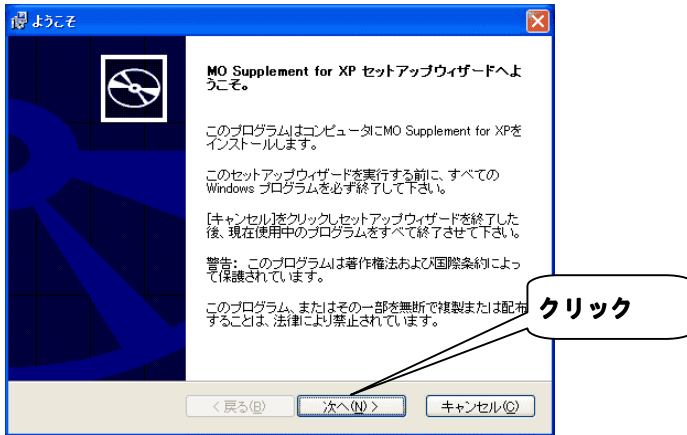 ようこそ
MO Supplement for XP セットアップウィザードへよ
うこそ。
このプログラムはコンピュータにMO Supplement for XPを
インストールします。
このセットアップウィザードを実行する前に、すべての
Windows プログラムを必ず終了して下さい。
[キャンセル]をクリックしセットアップウィザードを終了した
後、現在使用中のプログラムをすべて終了させて下さい。
警告: このプログラムは著作権法および国際条約によっ
て保護されています。
このプログラム、またはその一部を無断で複製または配布
することは、法律により禁止されています。
クリック
< 戻る(B)
次へ(N) >
キャンセル(C)